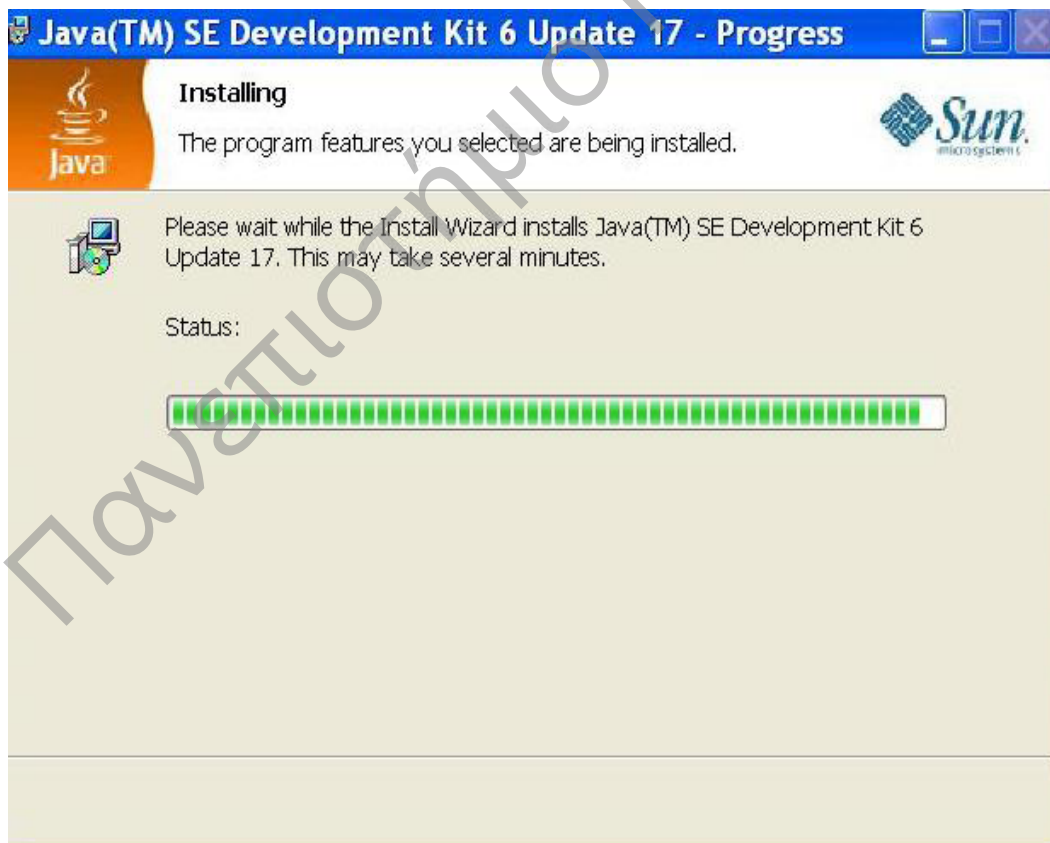 Java(TM) SE Development Kit 6 Update 17 - Progress
Installing
The program features you selected are being installed.
Java
Sun
microsystems
Please wait while the Install Wizard installs Java(TM) SE Development Kit 6
Update 17. This may take several minutes.
Status:
Πανεπιστήμιο